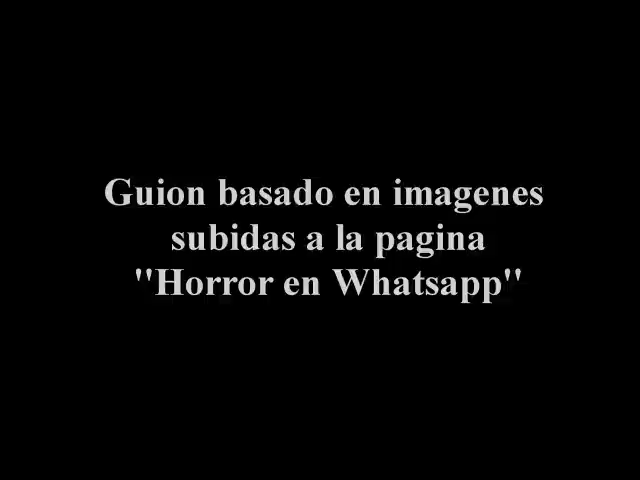 Guion basado en imagenes
subidas a la pagina
"Horror en Whatsapp"